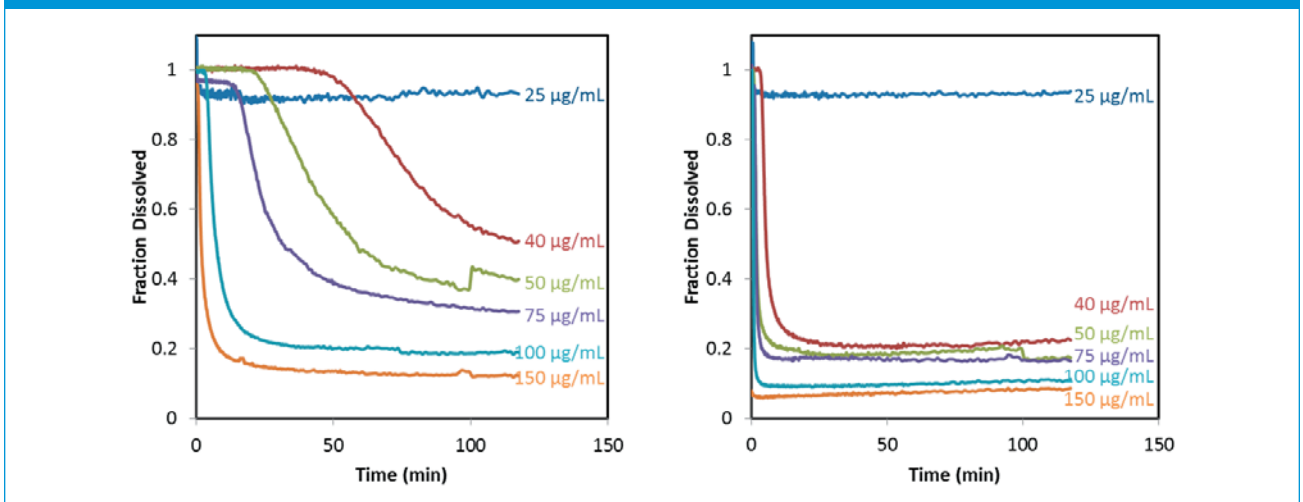 Fraction Dissolved
1
0.8
0.6
0.4
0.2
0
0
50
100
150
Time (min)
25 µg/mL
40 µg/mL
50 µg/mL
75 µg/mL
100 µg/mL
150 µg/mL
Fraction Dissolved
1
0.8
0.6
0.4
0.2
0
0
50
100
150
Time (min)
25 µg/mL
40 µg/mL
50 µg/mL
75 µg/mL
100 µg/mL
150 µg/mL